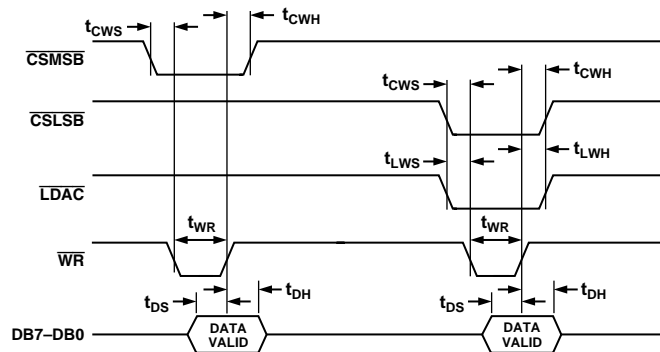 tCWS tCWH
CSMSB
tCWS tCWH
CSLSB
tLWS tLWH
LDAC
tWR tWR
WR
tDS tDH tDS tDH
DB7–DB0 DATA VALID DATA VALID